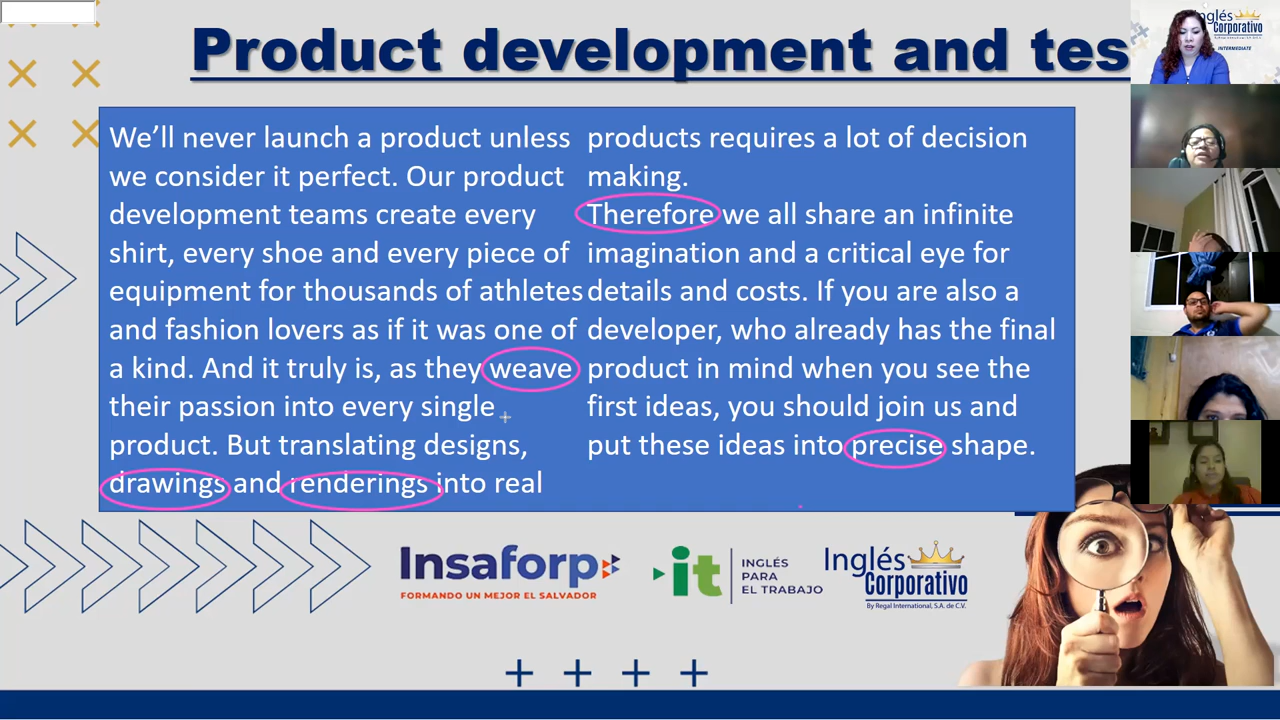 Product development and tes
We’ll never launch a product unless
we consider it perfect. Our product
development teams create every
shirt, every shoe and every piece of
equipment for thousands of athletes
and fashion lovers as if it was one of
a kind. And it truly is, as they weave
their passion into every single
product. But translating designs,
drawings and renderings into real
products requires a lot of decision
making.
Therefore we all share an infinite
imagination and a critical eye for
details and costs. If you are also a
developer, who already has the final
product in mind when you see the
first ideas, you should join us and
put these ideas into precise shape.
Insaforp
FORMANDO UN MEJOR EL SALVADOR
it
INGLÉS
PARA
EL TRABAJO
Inglés
Corporativo
By Regal International, S.A. de C.V.
Inglés
Corporativo
INTERMEDIATE